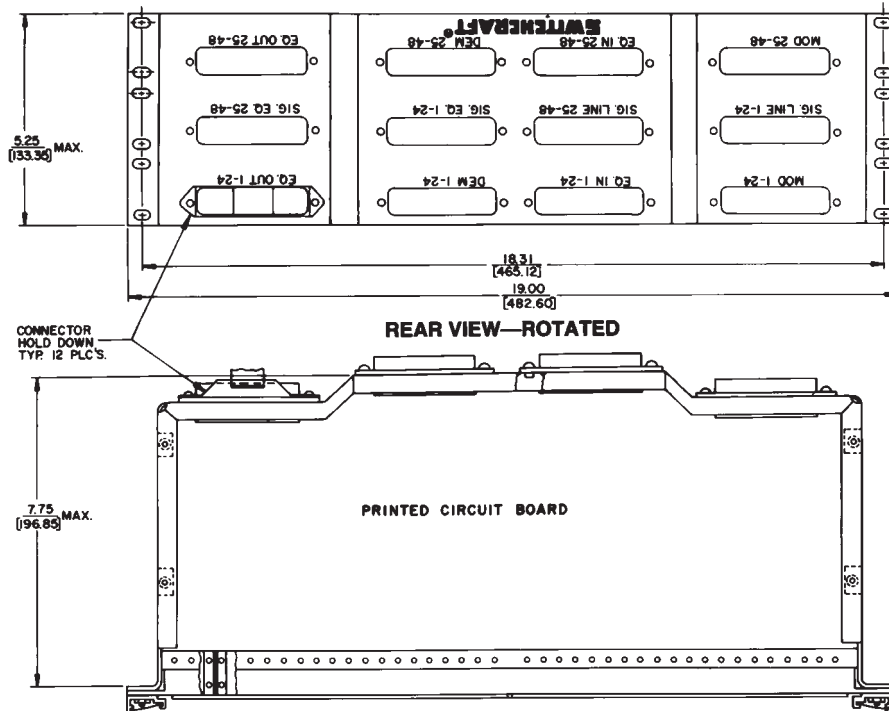 SWITCHCRAFT®
EQ. OUT 25-48
DEM 25-48
EQ. IN 25-48
MOD 25-48
SIG. EQ. 25-48
SIG. EQ. 1-24
SIG. LINE 25-48
SIG. LINE 1-24
EQ. OUT 1-24
DEM 1-24
EQ. IN 1-24
MOD 1-24
5.25
[133.35] MAX.
18.31
[465.12]
19.00
[482.60]
CONNECTOR
HOLD DOWN
TYP. 12 PLC'S.
REAR VIEW—ROTATED
7.75
[196.85] MAX.
PRINTED CIRCUIT BOARD